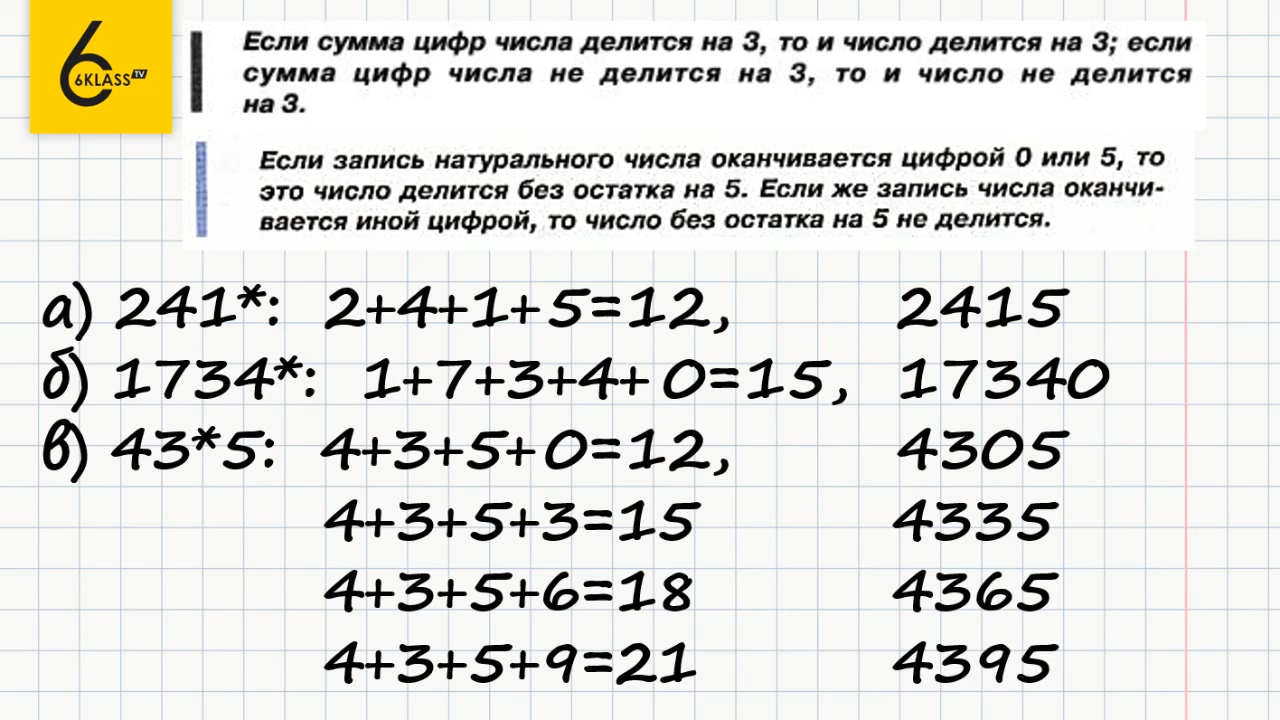 6
6KLASS TV
Если сумма цифр числа делится на 3, то и число делится на 3; если
сумма цифр числа не делится на 3, то и число не делится
на 3.
Если запись натурального числа оканчивается цифрой 0 или 5, то
это число делится без остатка на 5. Если же запись числа оканчи-
вается иной цифрой, то число без остатка на 5 не делится.
а) 241*: 2+4+1+5=12, 2415
б) 1734*: 1+7+3+4+0=15, 17340
в) 43*5: 4+3+5+0=12, 4305
4+3+5+3=15 4335
4+3+5+6=18 4365
4+3+5+9=21 4395